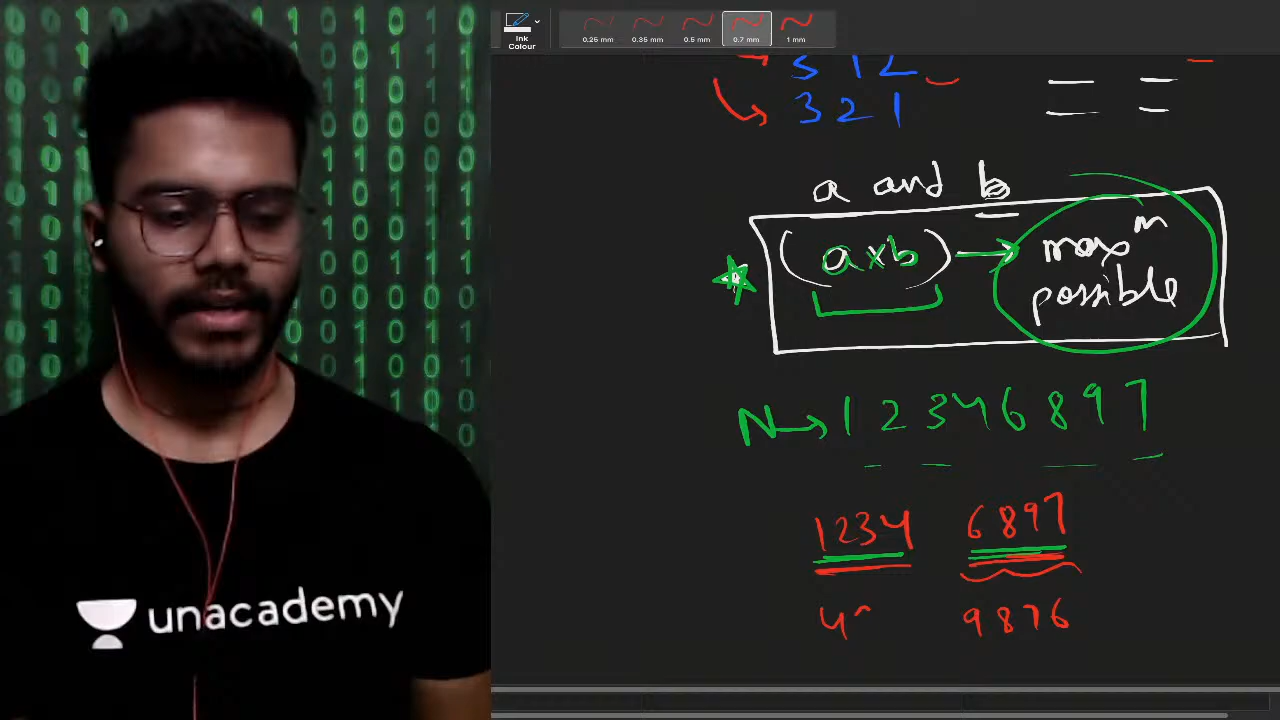 Ink
Colour
0.25 mm 0.35 mm 0.5 mm 0.7 mm 1 mm
3 1 2
3 2 1
a and b
(a×b) → max^m
possible
N → 1 2 3 4 6 8 9 7
1234 6897
4 9876
unacademy